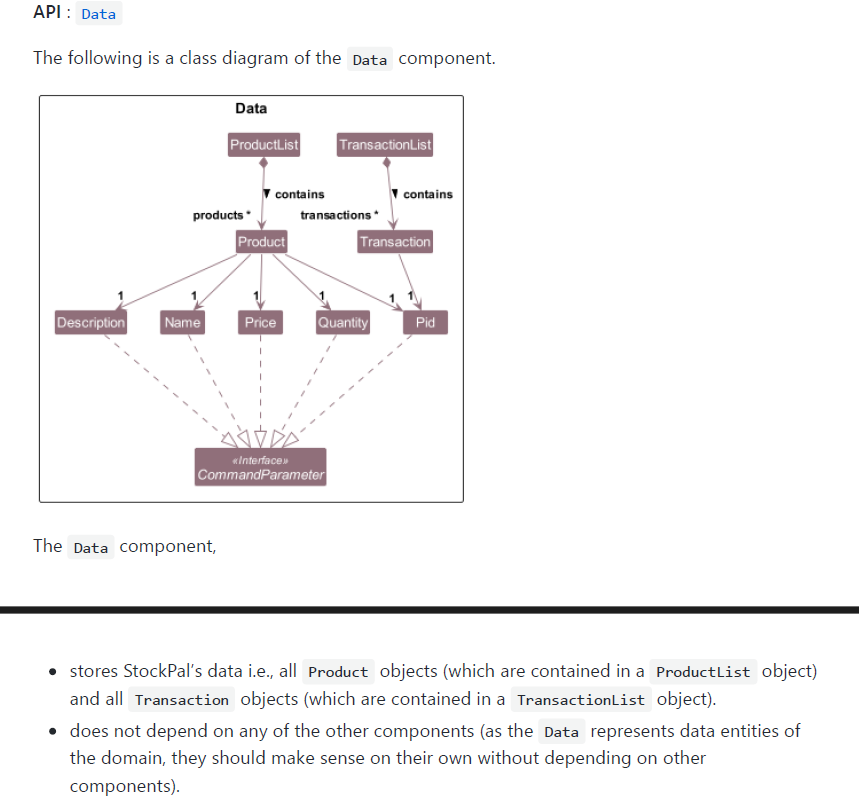 API : Data
The following is a class diagram of the Data component.
Data
ProductList TransactionList
▼ contains ▼ contains
products * transactions *
Product Transaction
1 1 1 1 1 1
Description Name Price Quantity Pid
«Interface»
CommandParameter
The Data component,
• stores StockPal's data i.e., all Product objects (which are contained in a ProductList object)
and all Transaction objects (which are contained in a TransactionList object).
• does not depend on any of the other components (as the Data represents data entities of
the domain, they should make sense on their own without depending on other
components).